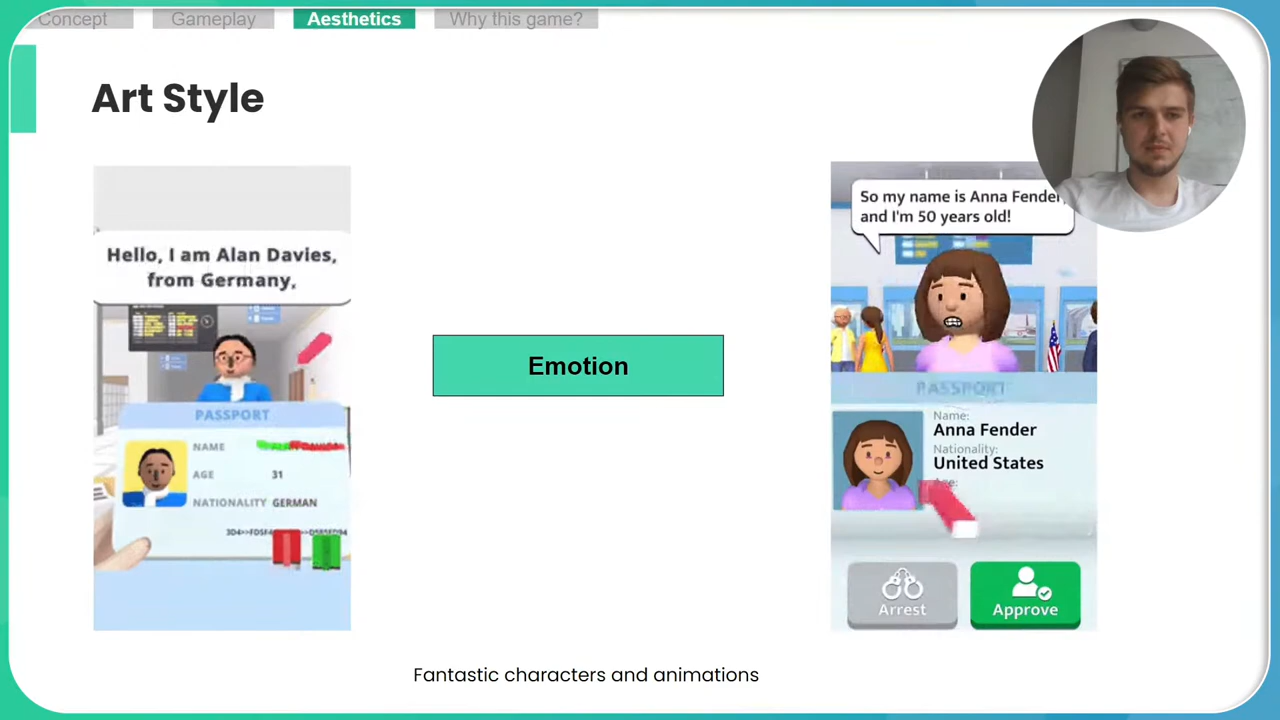 Concept
Gameplay
Aesthetics
Why this game?
Art Style
Hello, I am Alan Davies,
from Germany,
PASSPORT
NAME
AGE 31
NATIONALITY GERMAN
So my name is Anna Fender,
and I'm 50 years old!
PASSPORT
Name:
Anna Fender
Nationality:
United States
Age:
Arrest
Approve
Emotion
Fantastic characters and animations